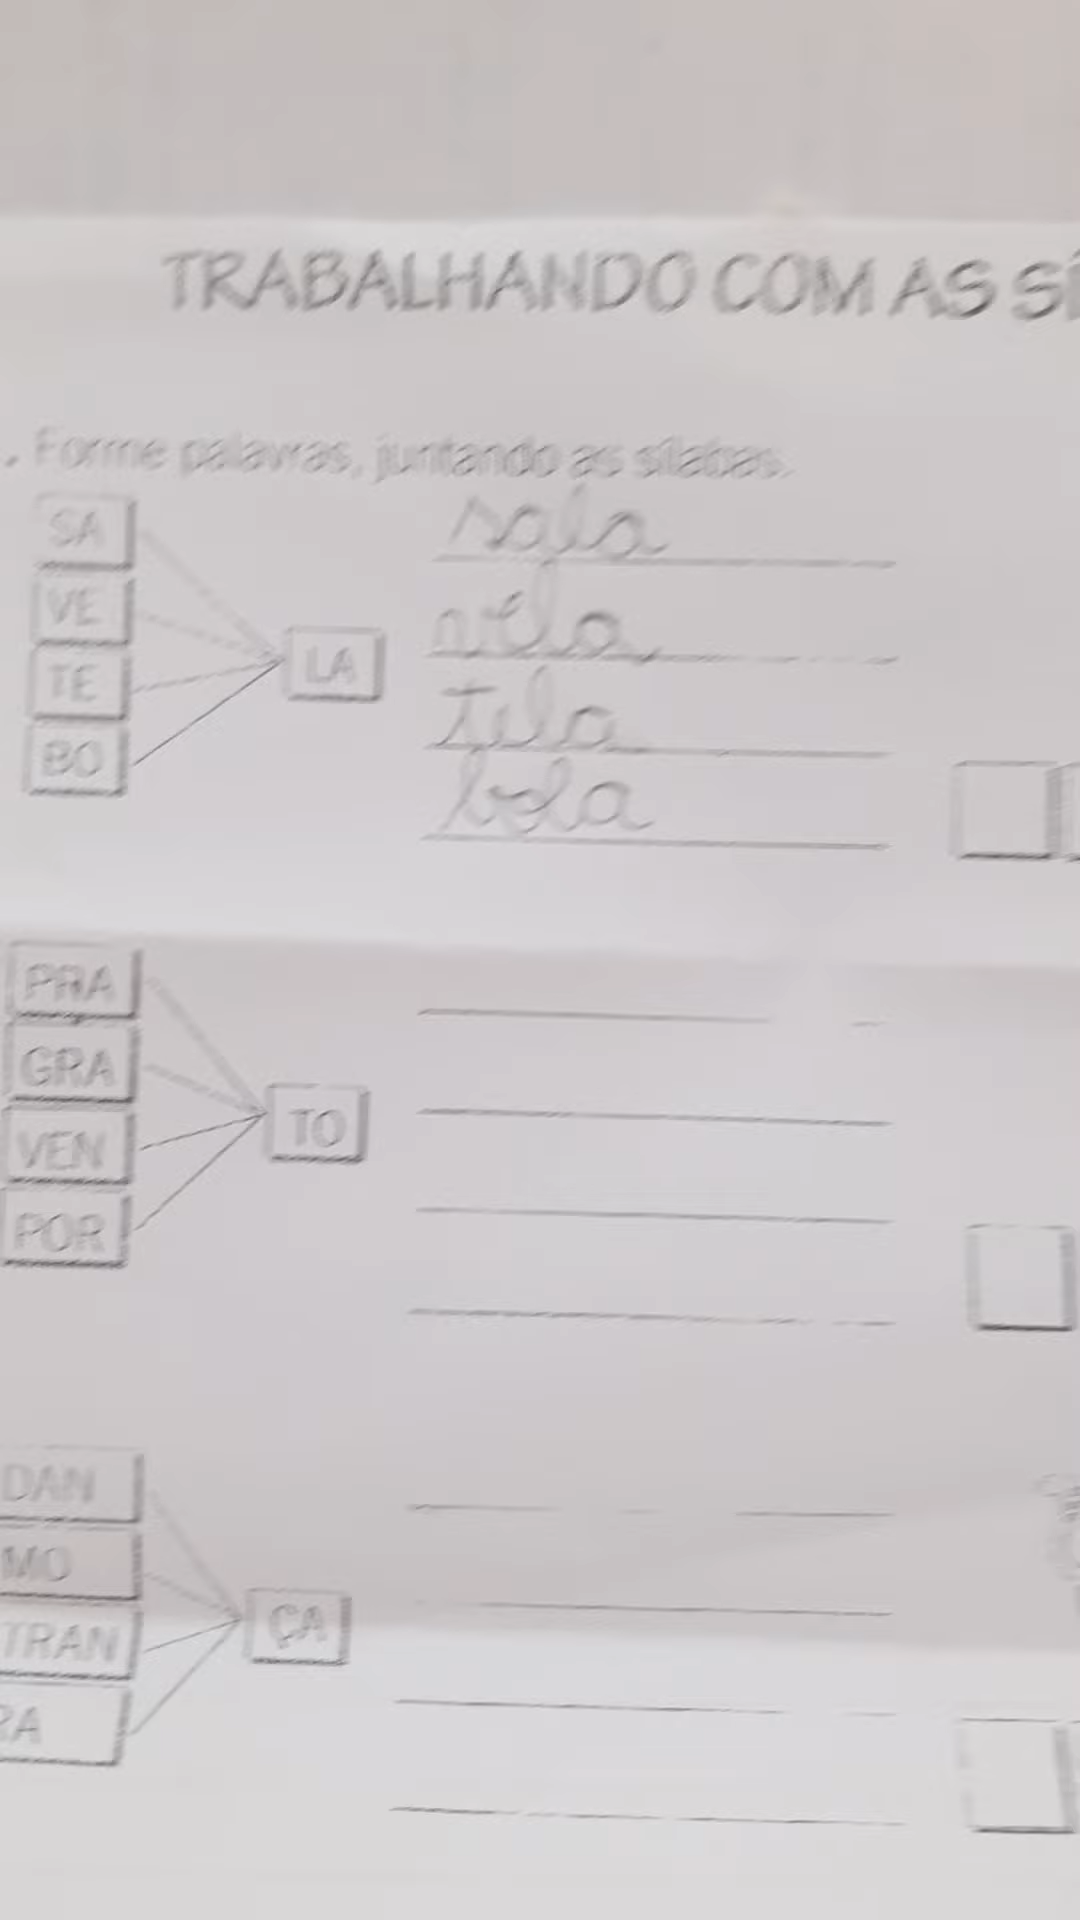 TRABALHANDO COM AS SÍ
. Forme palavras, juntando as sílabas.
SA
VE
TE
BO
LA
sala
vela
tela
bola
PRA
GRA
VEN
POR
TO
DAN
MO
TRAN
RA
ÇA